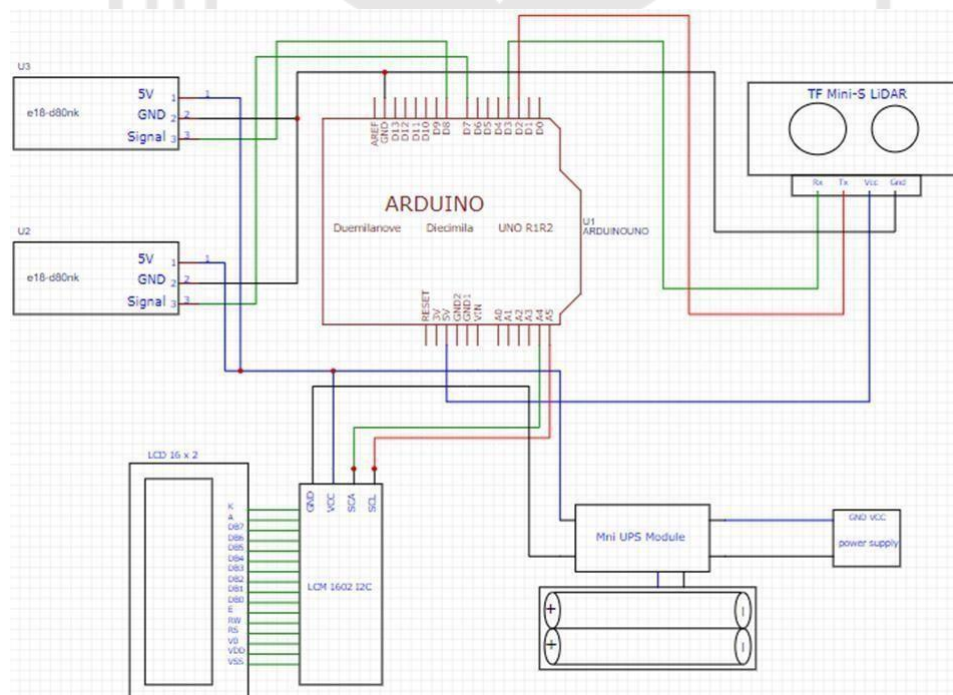 U3
e18-d80nk
5V 1 1
GND 2 2
Signal 3 3
U2
e18-d80nk
5V 1 1
GND 2 2
Signal 3 3
AREF GND D13 D12 D11 D10 D9 D8 D7 D6 D5 D4 D3 D2 D1 D0
ARDUINO
Duemilanove Diecimila UNO R1R2
U1
ARDUINOUNO
RESET 3V 5V GND2 GND1 VIN A0 A1 A2 A3 A4 A5
TF Mini-S LiDAR
Rx Tx Vcc Gnd
LCD 16 x 2
K
A
DB7
DB6
DB5
DB4
DB3
DB2
DB1
DB0
E
RW
RS
V0
VDD
VSS
GND VCC SCA SCL
LCM 1602 I2C
Mni UPS Module
GND VCC
power supply
+ -
+ -